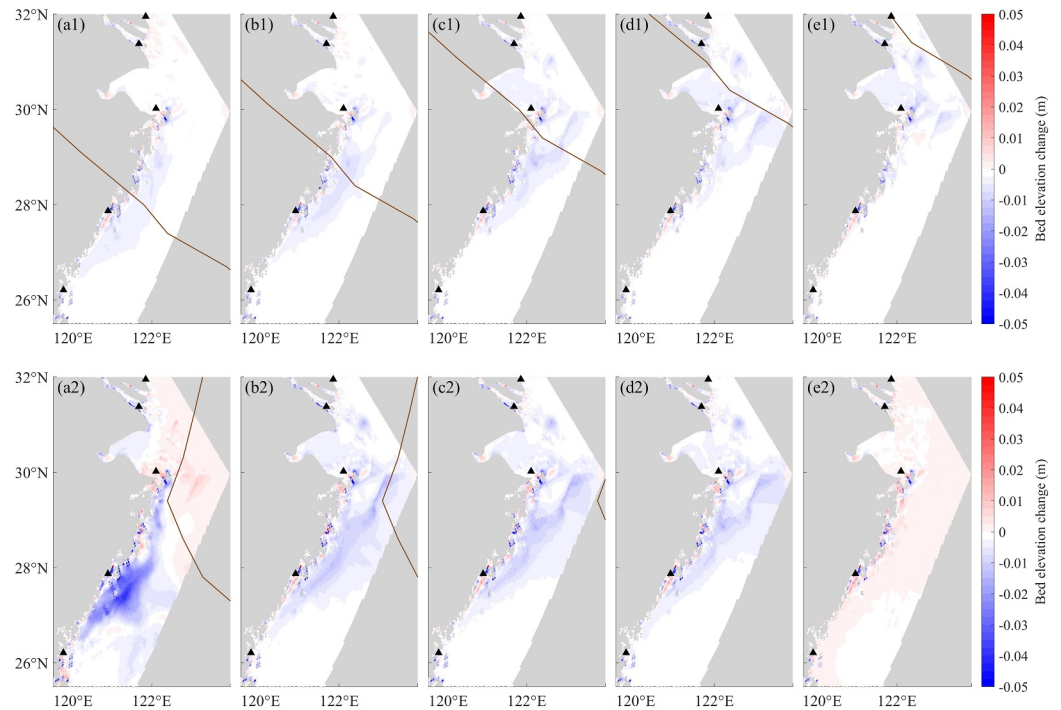 (a1) (b1) (c1) (d1) (e1)
32°N
30°N
28°N
26°N
120°E 122°E 120°E 122°E 120°E 122°E 120°E 122°E 120°E 122°E
0.05
0.04
0.03
0.02
0.01
0
-0.01
-0.02
-0.03
-0.04
-0.05
Bed elevation change (m)
(a2) (b2) (c2) (d2) (e2)
32°N
30°N
28°N
26°N
120°E 122°E 120°E 122°E 120°E 122°E 120°E 122°E 120°E 122°E
0.05
0.04
0.03
0.02
0.01
0
-0.01
-0.02
-0.03
-0.04
-0.05
Bed elevation change (m)